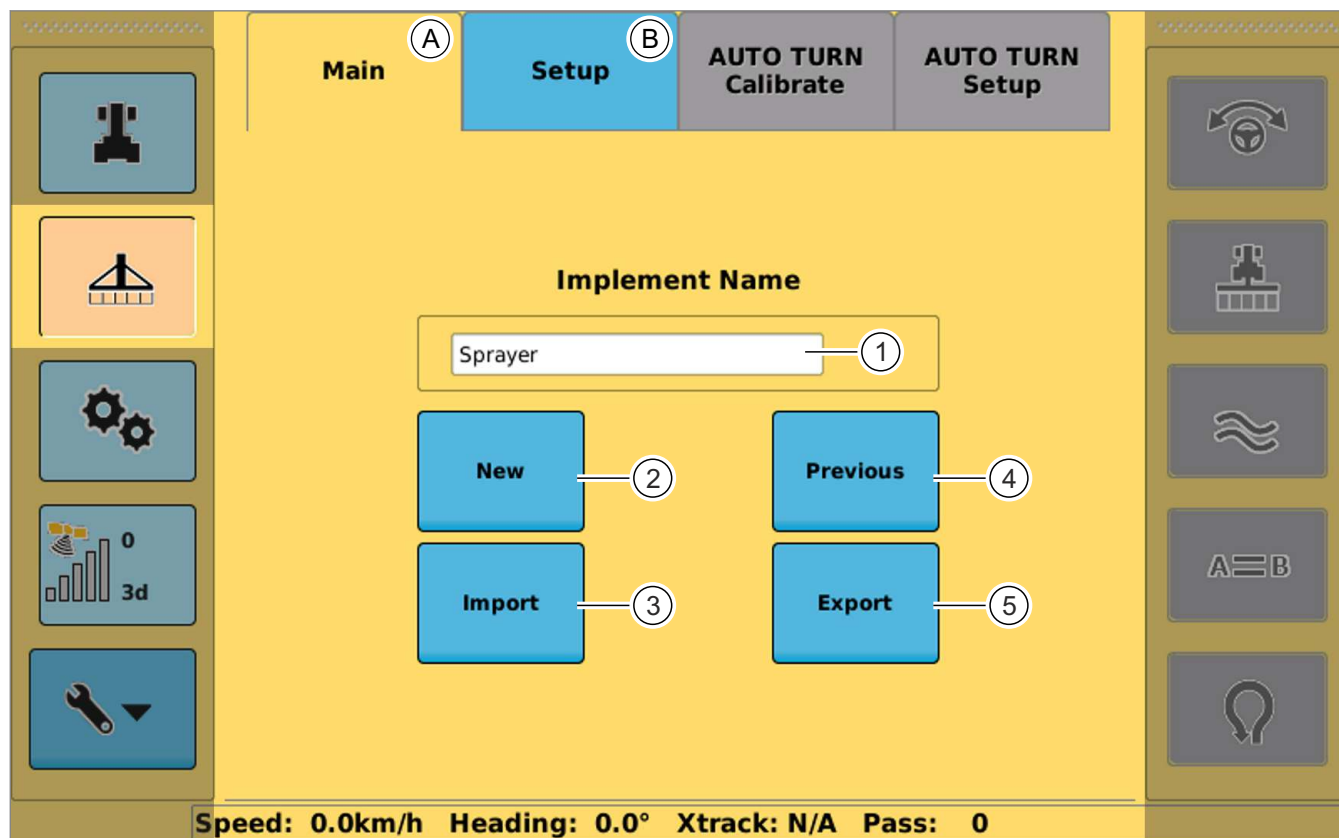 Main A
Setup B
AUTO TURN
Calibrate
AUTO TURN
Setup
Implement Name
Sprayer 1
New 2
Previous 4
Import 3
Export 5
0
3d
A B
Speed: 0.0km/h Heading: 0.0° Xtrack: N/A Pass: 0